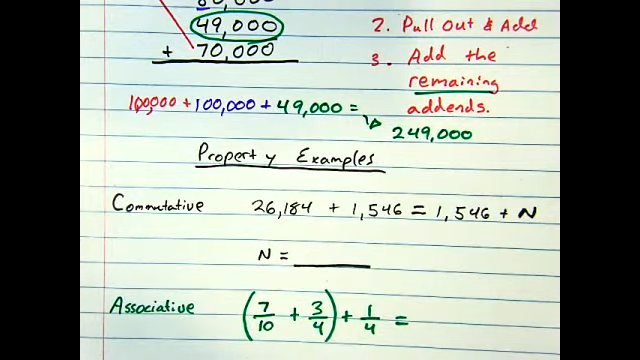 49,000
+ 70,000
2. Pull Out & Add
3. Add the
remaining
addends.
100,000 + 100,000 + 49,000 =
249,000
Property Examples
Commutative 26,184 + 1,546 = 1,546 + N
N = ______
Associative (7/10 + 3/4) + 1/4 =